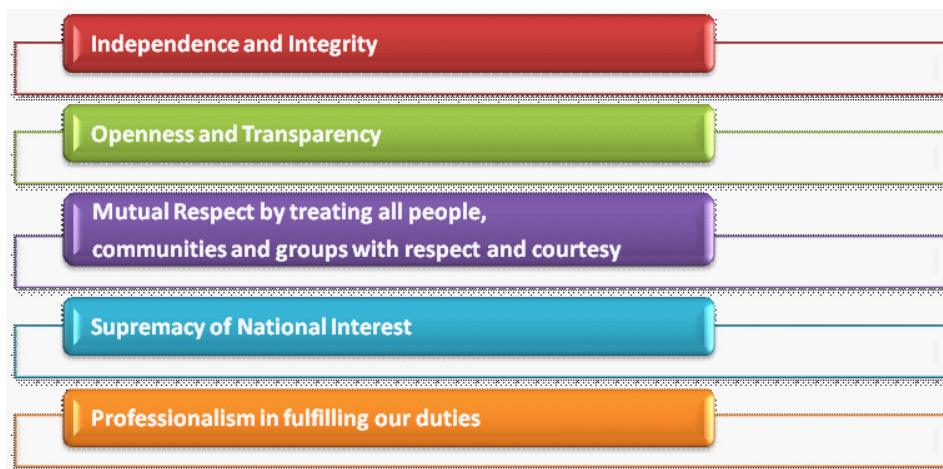 Independence and Integrity
Openness and Transparency
Mutual Respect by treating all people,
communities and groups with respect and courtesy
Supremacy of National Interest
Professionalism in fulfilling our duties